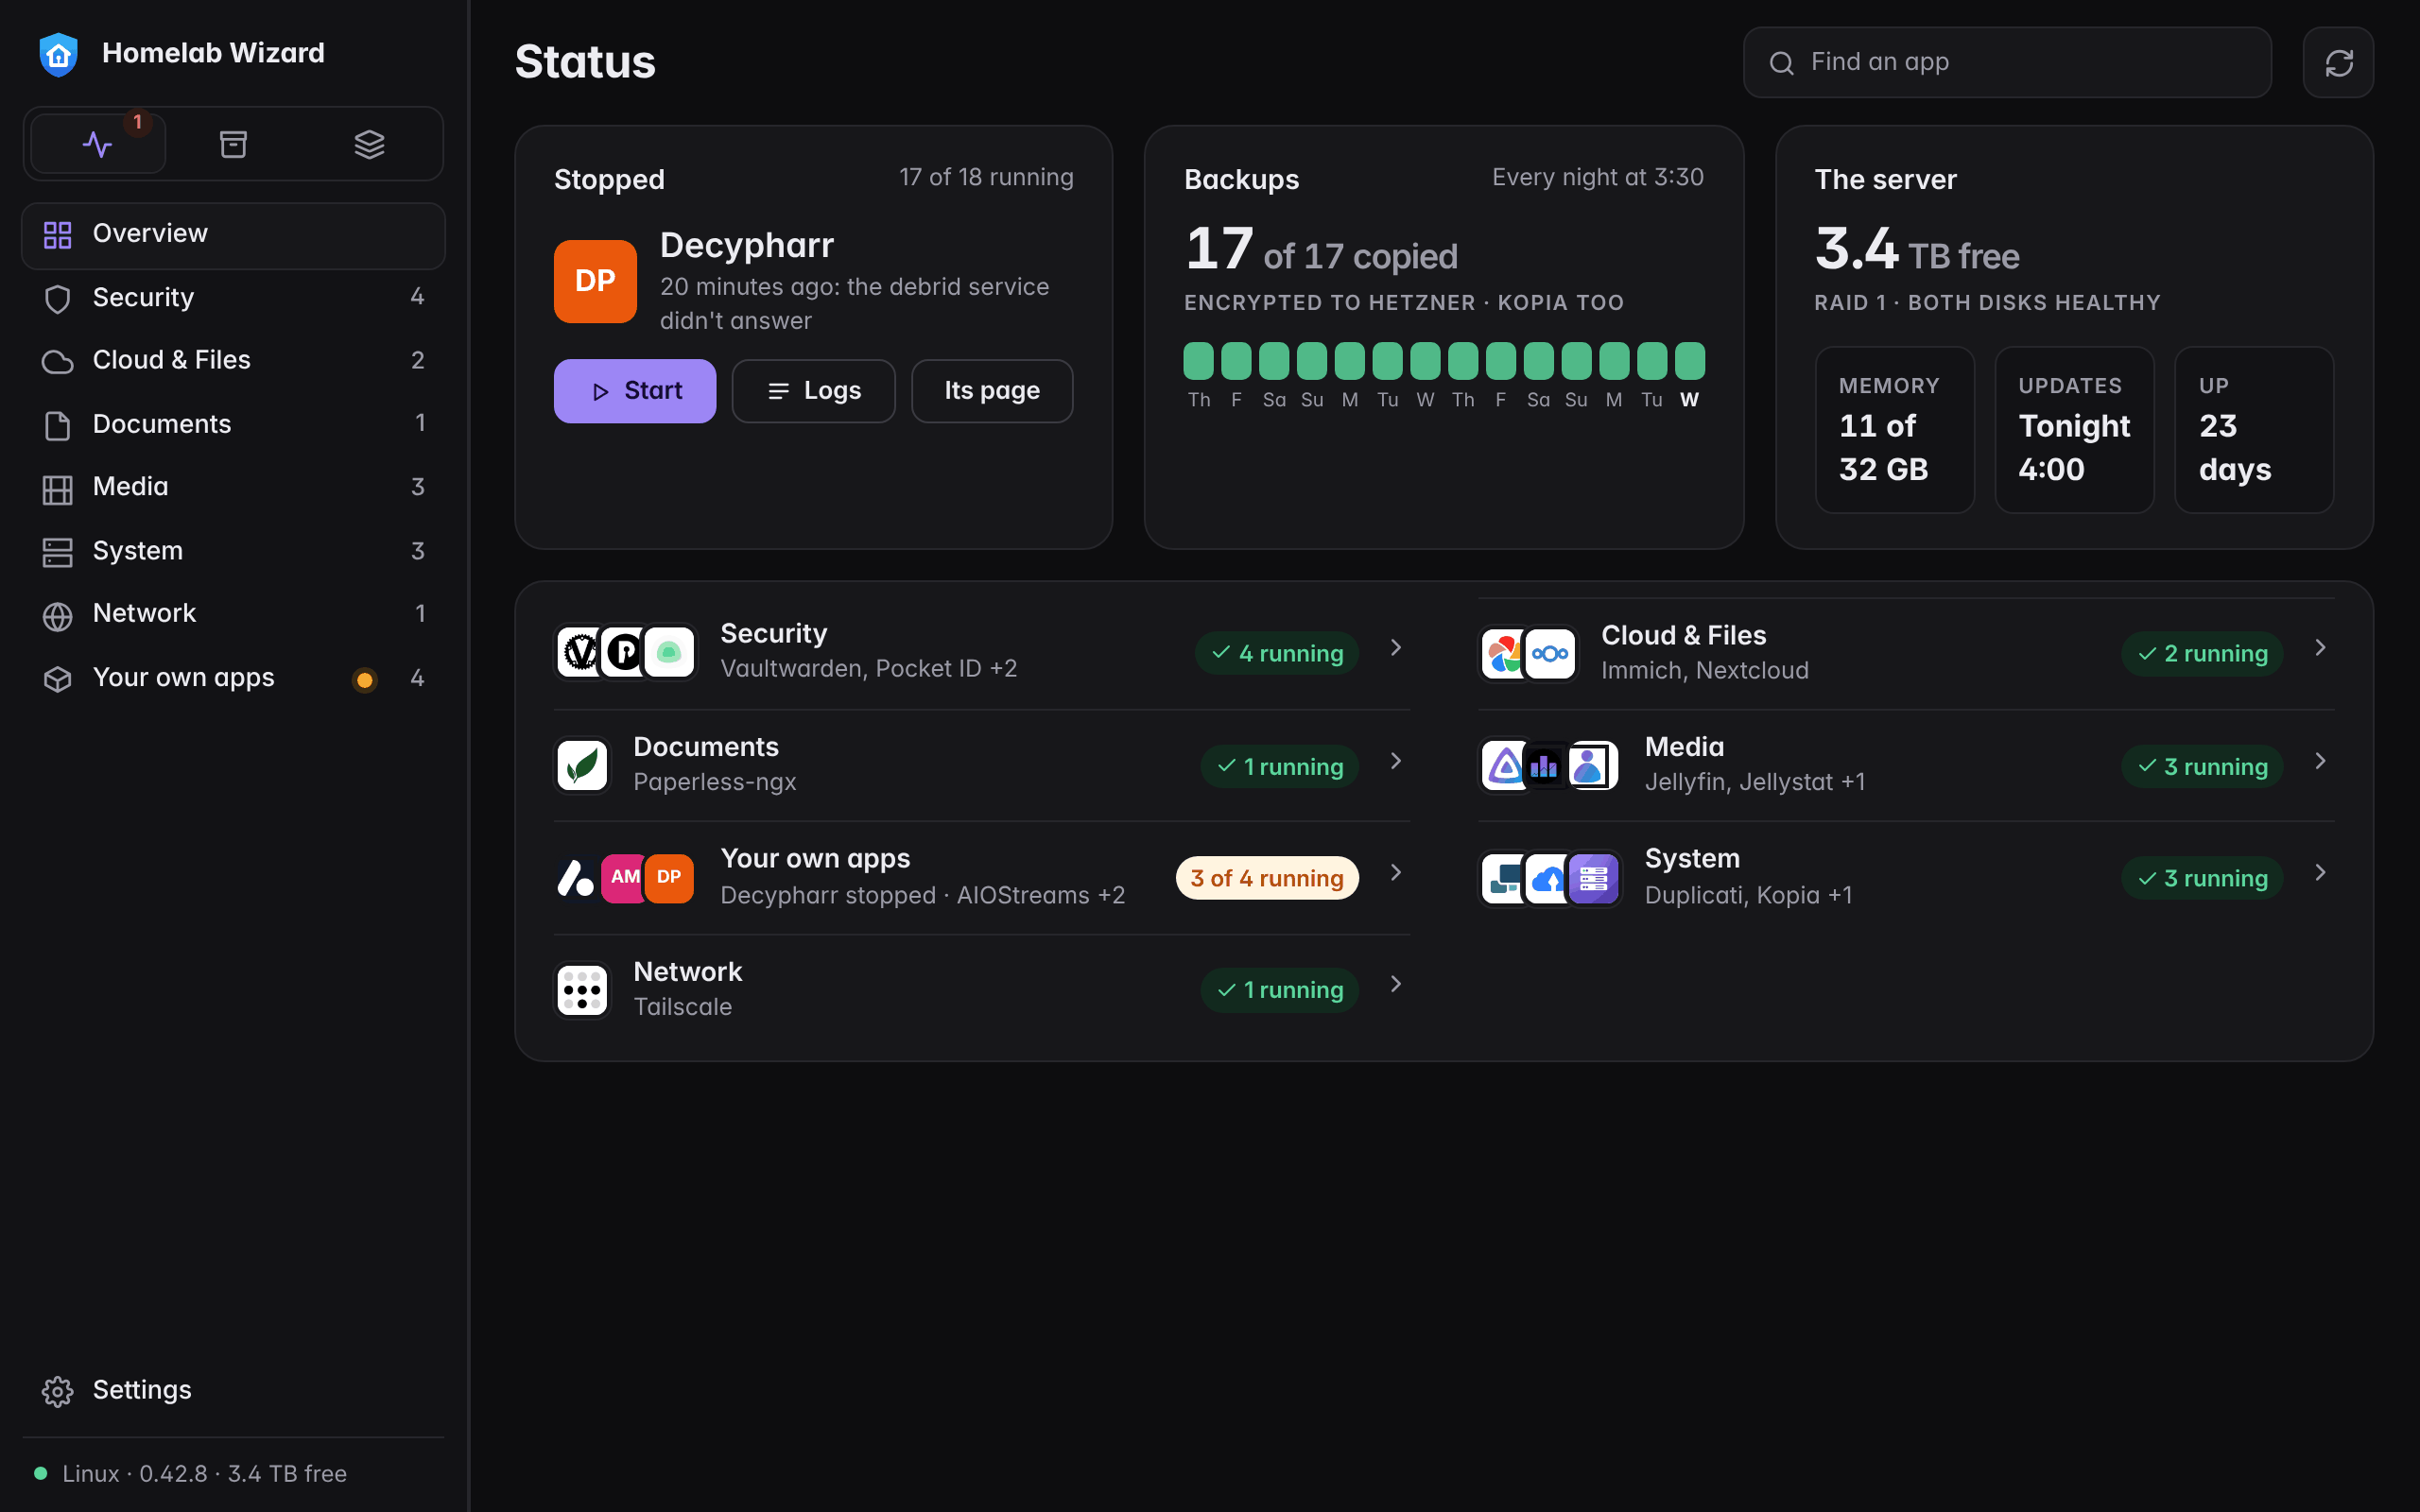 Homelab Wizard
1
Overview
Security 4
Cloud & Files 2
Documents 1
Media 3
System 3
Network 1
Your own apps 4
Settings
Linux · 0.42.8 · 3.4 TB free
Status
Find an app
Stopped
17 of 18 running
DP
Decypharr
20 minutes ago: the debrid service
didn't answer
Start
Logs
Its page
Backups
Every night at 3:30
17 of 17 copied
ENCRYPTED TO HETZNER · KOPIA TOO
Th F Sa Su M Tu W Th F Sa Su M Tu W
The server
3.4 TB free
RAID 1 · BOTH DISKS HEALTHY
MEMORY
11 of
32 GB
UPDATES
Tonight
4:00
UP
23
days
Security
Vaultwarden, Pocket ID +2
4 running
Cloud & Files
Immich, Nextcloud
2 running
Documents
Paperless-ngx
1 running
Media
Jellyfin, Jellystat +1
3 running
AM
DP
Your own apps
Decypharr stopped · AIOStreams +2
3 of 4 running
System
Duplicati, Kopia +1
3 running
Network
Tailscale
1 running